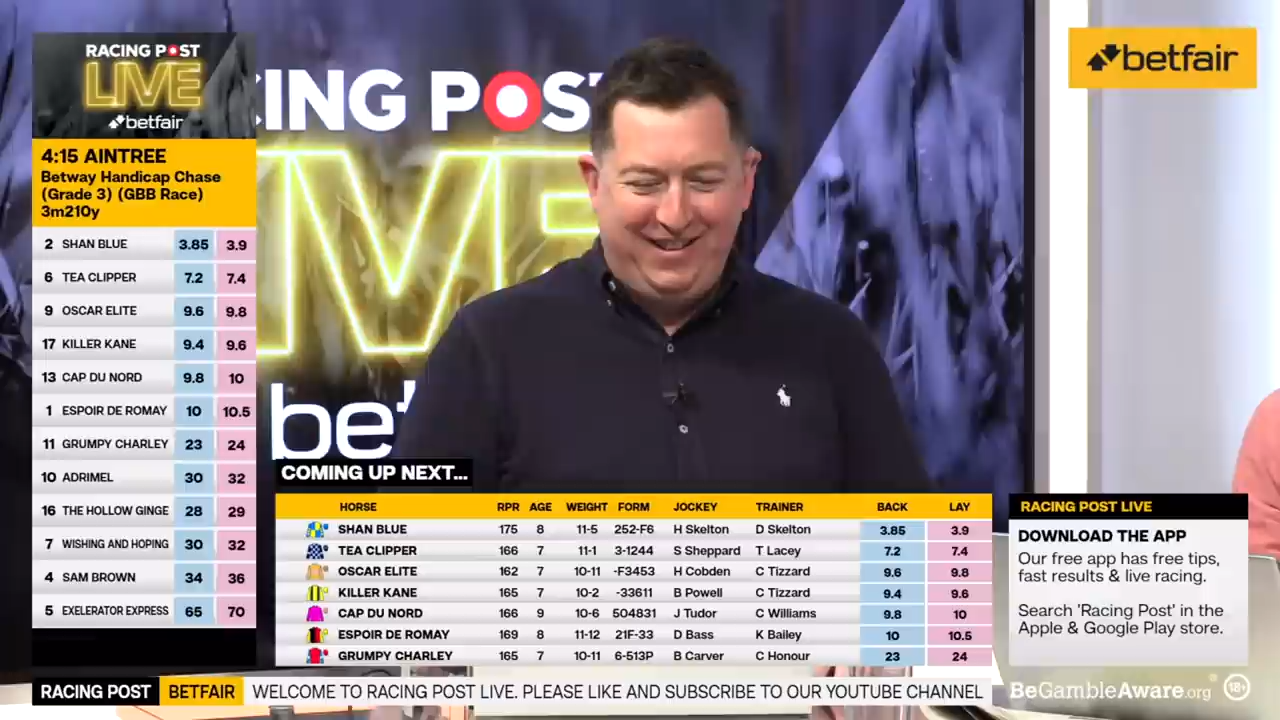 RACING POST
LIVE
betfair
4:15 AINTREE
Betway Handicap Chase
(Grade 3) (GBB Race)
3m210y
2 SHAN BLUE 3.85 3.9
6 TEA CLIPPER 7.2 7.4
9 OSCAR ELITE 9.6 9.8
17 KILLER KANE 9.4 9.6
13 CAP DU NORD 9.8 10
1 ESPOIR DE ROMAY 10 10.5
11 GRUMPY CHARLEY 23 24
10 ADRIMEL 30 32
16 THE HOLLOW GINGE 28 29
7 WISHING AND HOPING 30 32
4 SAM BROWN 34 36
5 EXELERATOR EXPRESS 65 70
CING POST
IVE
be
betfair
COMING UP NEXT...
HORSE RPR AGE WEIGHT FORM JOCKEY TRAINER BACK LAY
SHAN BLUE 175 8 11-5 252-F6 H Skelton D Skelton 3.85 3.9
TEA CLIPPER 166 7 11-1 3-1244 S Sheppard T Lacey 7.2 7.4
OSCAR ELITE 162 7 10-11 -F3453 H Cobden C Tizzard 9.6 9.8
KILLER KANE 165 7 10-2 -33611 B Powell C Tizzard 9.4 9.6
CAP DU NORD 166 9 10-6 504831 J Tudor C Williams 9.8 10
ESPOIR DE ROMAY 169 8 11-12 21F-33 D Bass K Bailey 10 10.5
GRUMPY CHARLEY 165 7 10-11 6-513P B Carver C Honour 23 24
RACING POST LIVE
DOWNLOAD THE APP
Our free app has free tips,
fast results & live racing.
Search 'Racing Post' in the
Apple & Google Play store.
RACING POST BETFAIR WELCOME TO RACING POST LIVE. PLEASE LIKE AND SUBSCRIBE TO OUR YOUTUBE CHANNEL
BeGambleAware.org® 18+